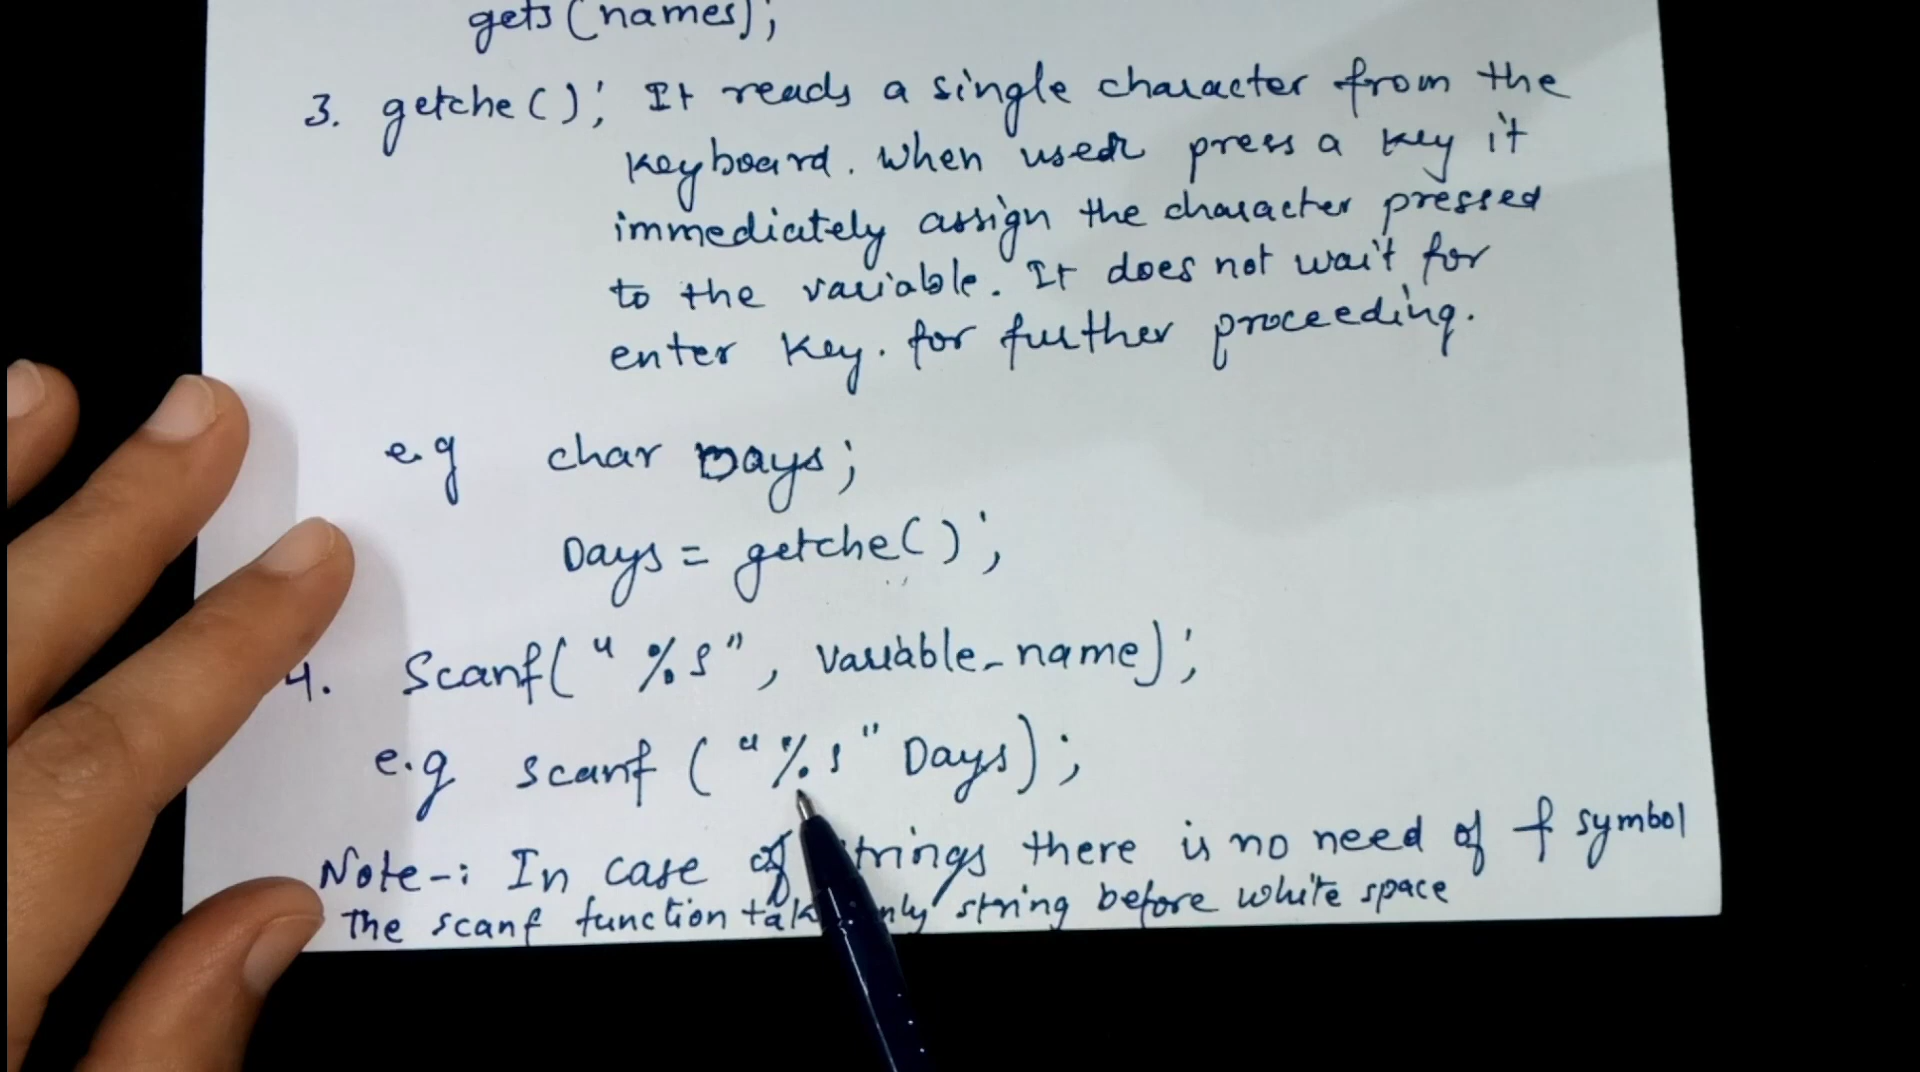 gets(names);
3. getche(); It reads a single character from the
keyboard. When user press a key it
immediately assign the character pressed
to the variable. It does not wait for
enter key. for further proceeding.
e.g char Days;
Days = getche();
4. Scanf("%s", variable_name);
e.g scanf ("%s" Days);
Note-: In case of strings there is no need of f symbol
The scanf function string before white space